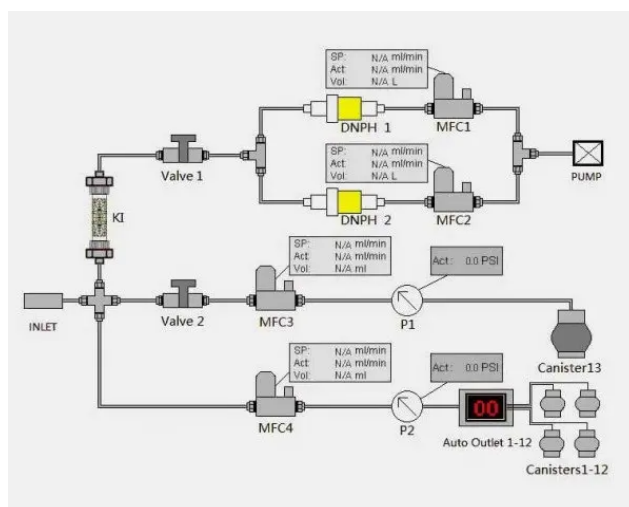 SP: N/A ml/min
Act N/A ml/min
Vol: N/A L
DNPH 1
MFC1
Valve 1
SP: N/A ml/min
Act N/A ml/min
Vol: N/A L
PUMP
DNPH 2
MFC2
KI
SP: N/A ml/min
Act N/A ml/min
Vol: N/A ml
Act: 0.0 PSI
INLET
Valve 2
MFC3
P1
Canister13
SP: N/A ml/min
Act N/A ml/min
Vol: N/A ml
Act: 0.0 PSI
00
MFC4
P2
Auto Outlet 1-12
Canisters1-12